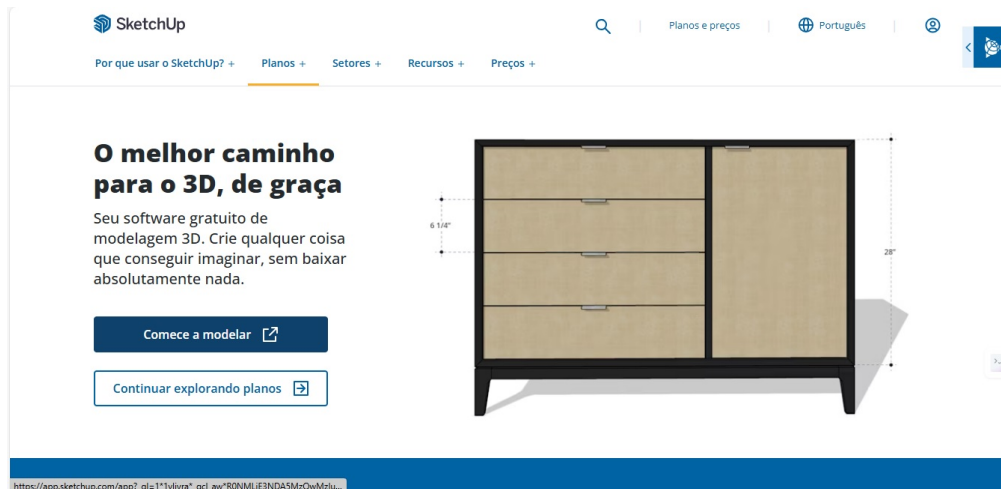 SketchUp
Planos e preços
Português
Por que usar o SketchUp? +
Planos +
Setores +
Recursos +
Preços +
O melhor caminho
para o 3D, de graça
Seu software gratuito de
modelagem 3D. Crie qualquer coisa
que conseguir imaginar, sem baixar
absolutamente nada.
Comece a modelar
Continuar explorando planos
6 1/4"
28"